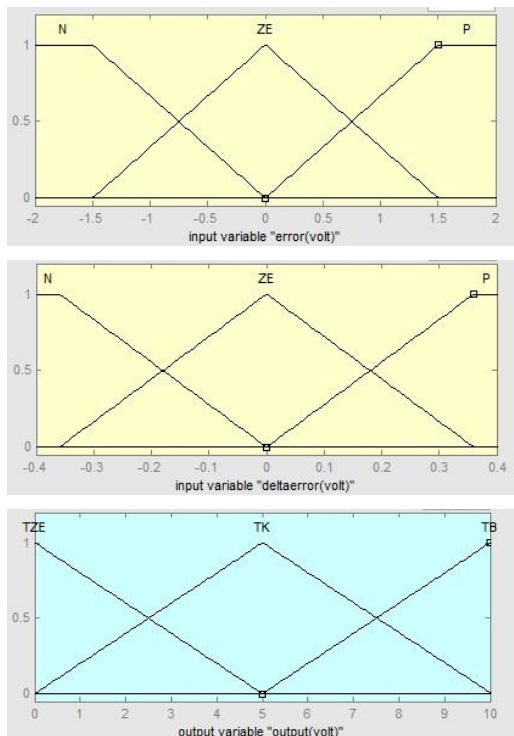 N ZE P
1
0.5
0
-2 -1.5 -1 -0.5 0 0.5 1 1.5 2
input variable "error(volt)"
N ZE P
1
0.5
0
-0.4 -0.3 -0.2 -0.1 0 0.1 0.2 0.3 0.4
input variable "deltaerror(volt)"
TZE TK TB
1
0.5
0
0 1 2 3 4 5 6 7 8 9 10
output variable "output(volt)"